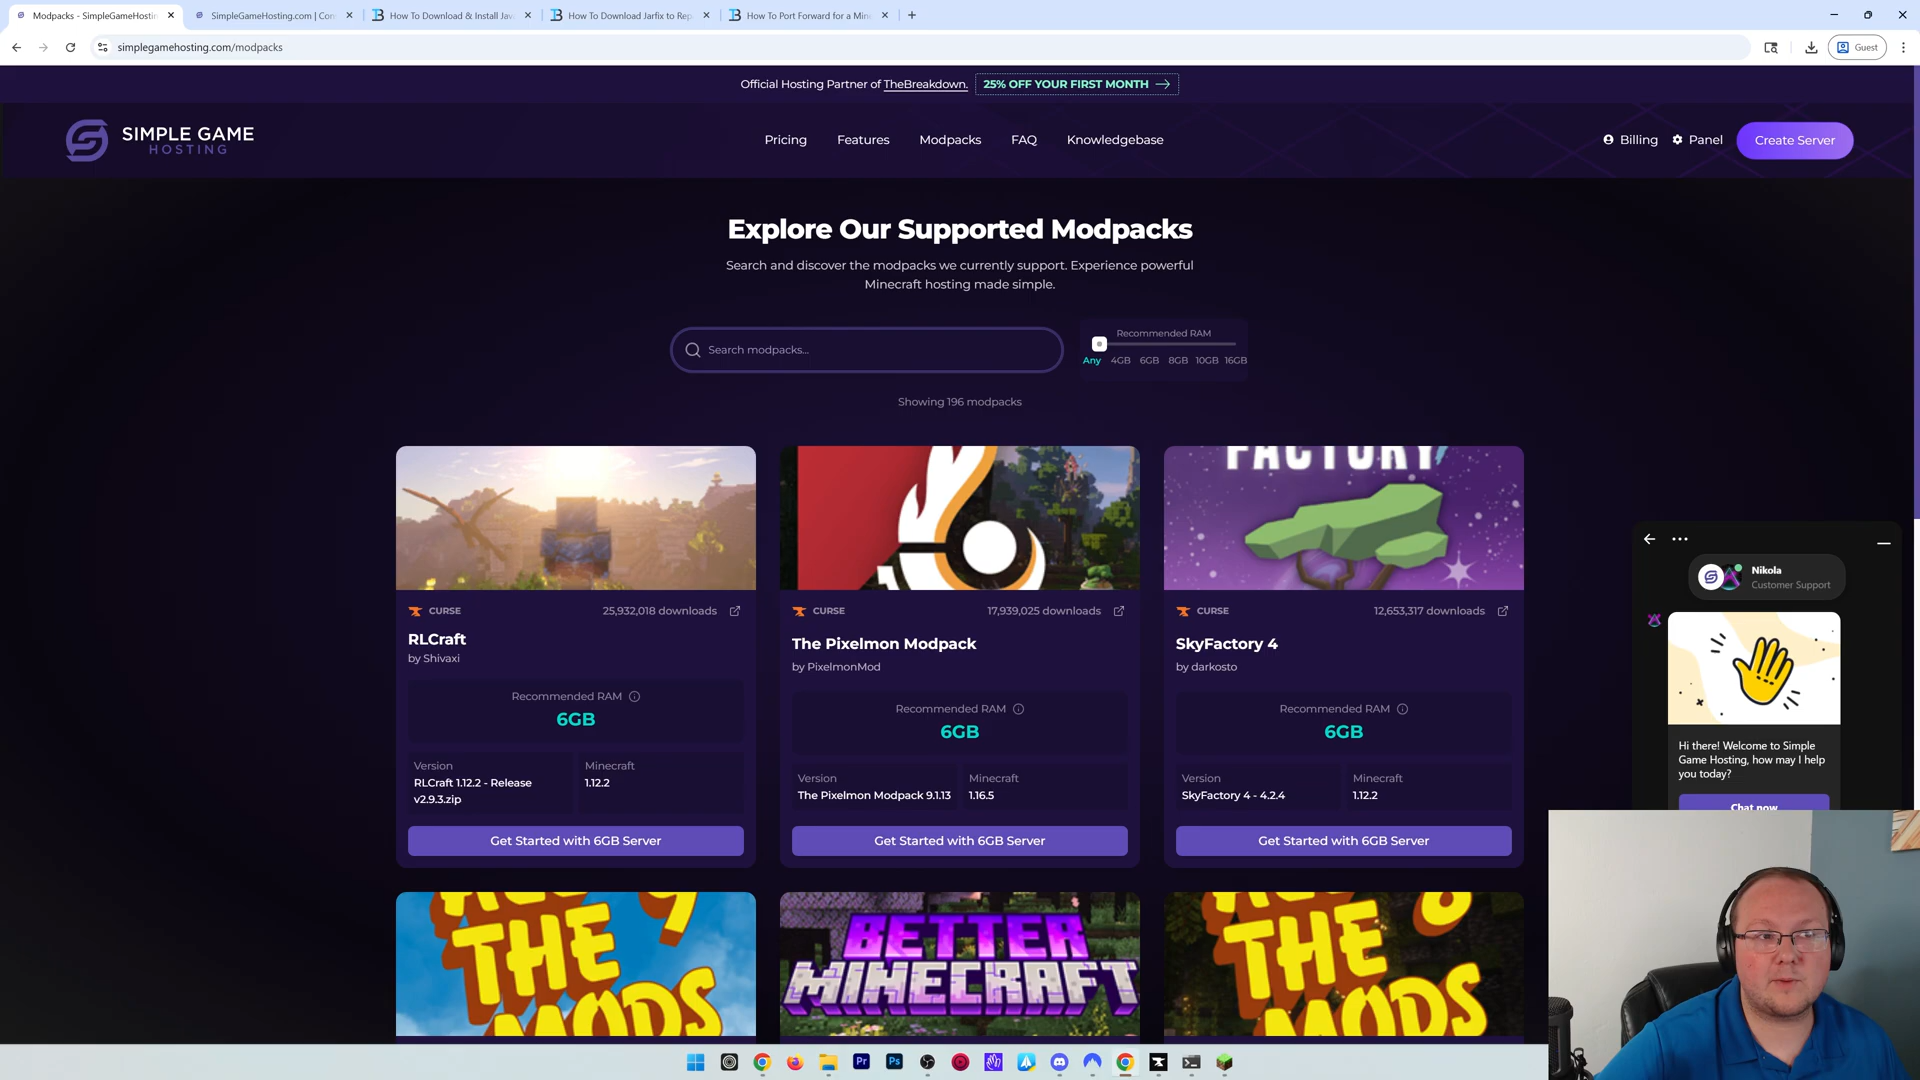 Modpacks - SimpleGameHostin
SimpleGameHosting.com | Con
How To Download & Install Jav
How To Download Jarfix to Rep
How To Port Forward for a Min
simplegamehosting.com/modpacks
Guest
Official Hosting Partner of TheBreakdown. 25% OFF YOUR FIRST MONTH
SIMPLE GAME
HOSTING
Pricing Features Modpacks FAQ Knowledgebase
Billing Panel Create Server
Explore Our Supported Modpacks
Search and discover the modpacks we currently support. Experience powerful
Minecraft hosting made simple.
Search modpacks...
Recommended RAM
Any 4GB 6GB 8GB 10GB 16GB
Showing 196 modpacks
CURSE 25,932,018 downloads
RLCraft
by Shivaxi
Recommended RAM
6GB
Version
RLCraft 1.12.2 - Release
v2.9.3.zip
Minecraft
1.12.2
Get Started with 6GB Server
CURSE 17,939,025 downloads
The Pixelmon Modpack
by PixelmonMod
Recommended RAM
6GB
Version
The Pixelmon Modpack 9.1.13
Minecraft
1.16.5
Get Started with 6GB Server
FACTORY
CURSE 12,653,317 downloads
SkyFactory 4
by darkosto
Recommended RAM
6GB
Version
SkyFactory 4 - 4.2.4
Minecraft
1.12.2
Get Started with 6GB Server
THE
MODS
BETTER
MINECRAFT
THE
MODS
Nikola
Customer Support
Hi there! Welcome to Simple
Game Hosting, how may I help
you today?
Chat now
Pr
Ps